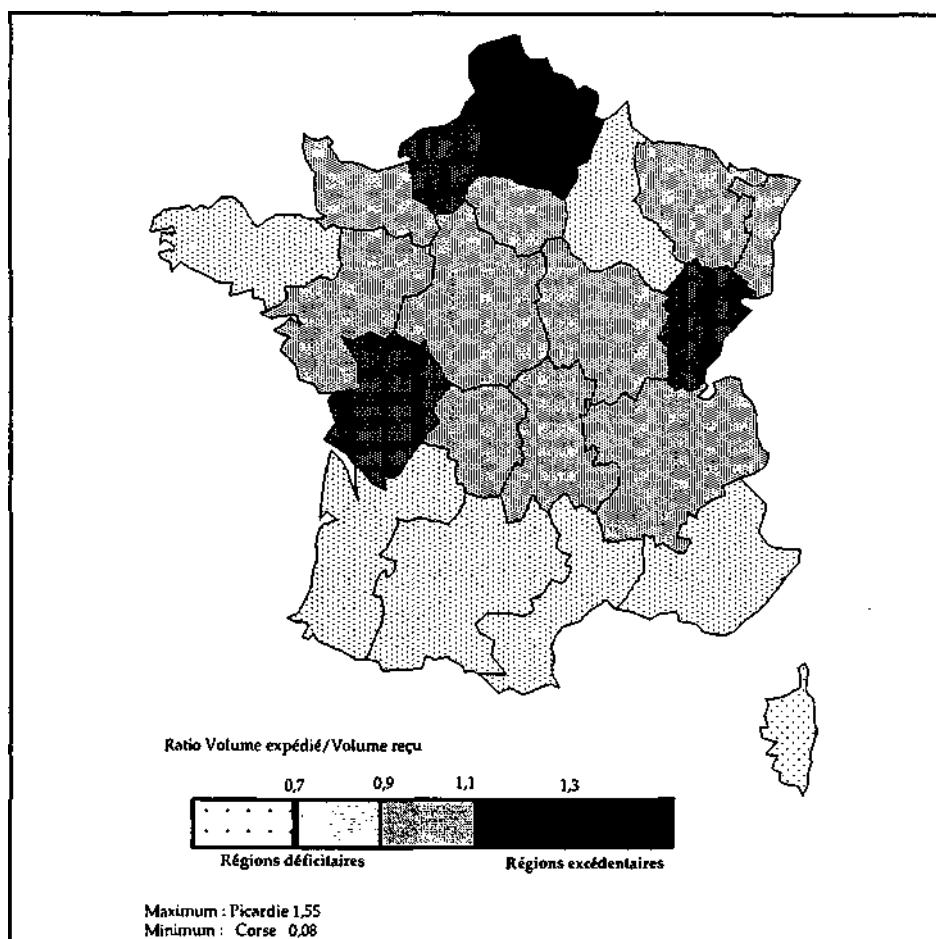 Ratio Volume expédié/Volume reçu
0,7 0,9 1,1 1,3
Régions déficitaires Régions excédentaires
Maximum : Picardie 1,55
Minimum : Corse 0,08